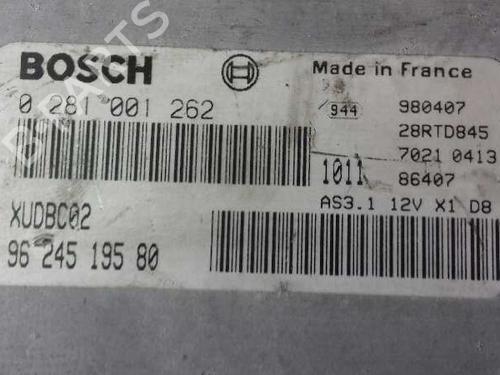 BOSCH
Made in France
0 281 001 262
944
980407
28RTD845
7021 0413
1011
86407
AS3.1 12V X1 D8
XUDBC02
96 245 195 80